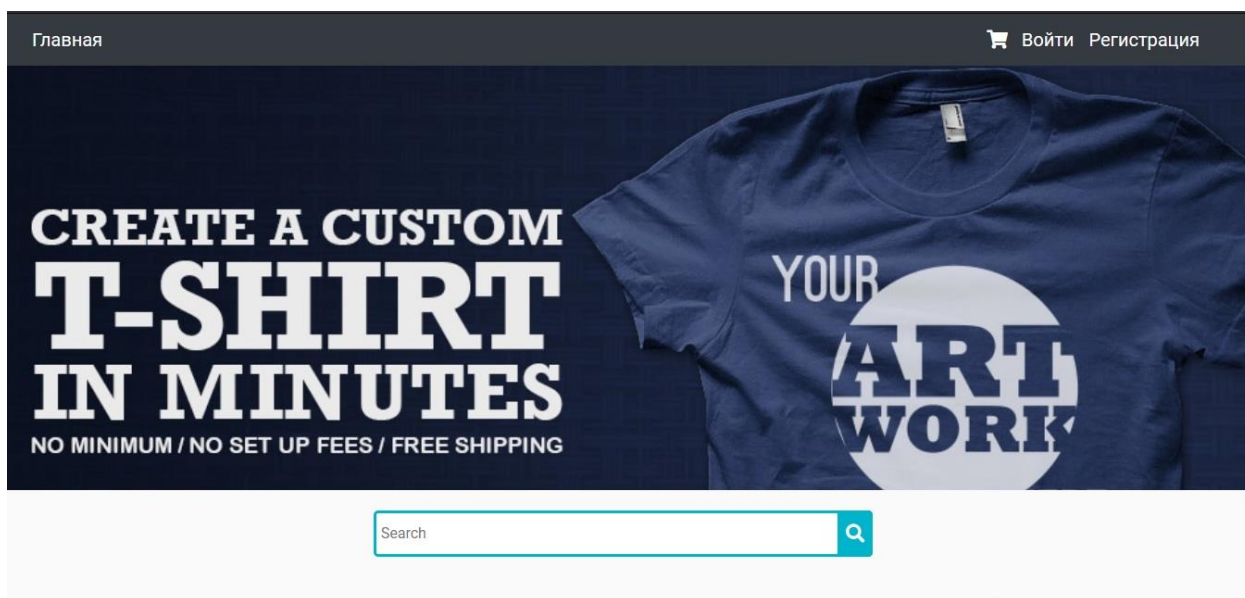 Главная
Войти Регистрация
CREATE A CUSTOM
T-SHIRT
IN MINUTES
NO MINIMUM / NO SET UP FEES / FREE SHIPPING
YOUR
ART
WORK
Search